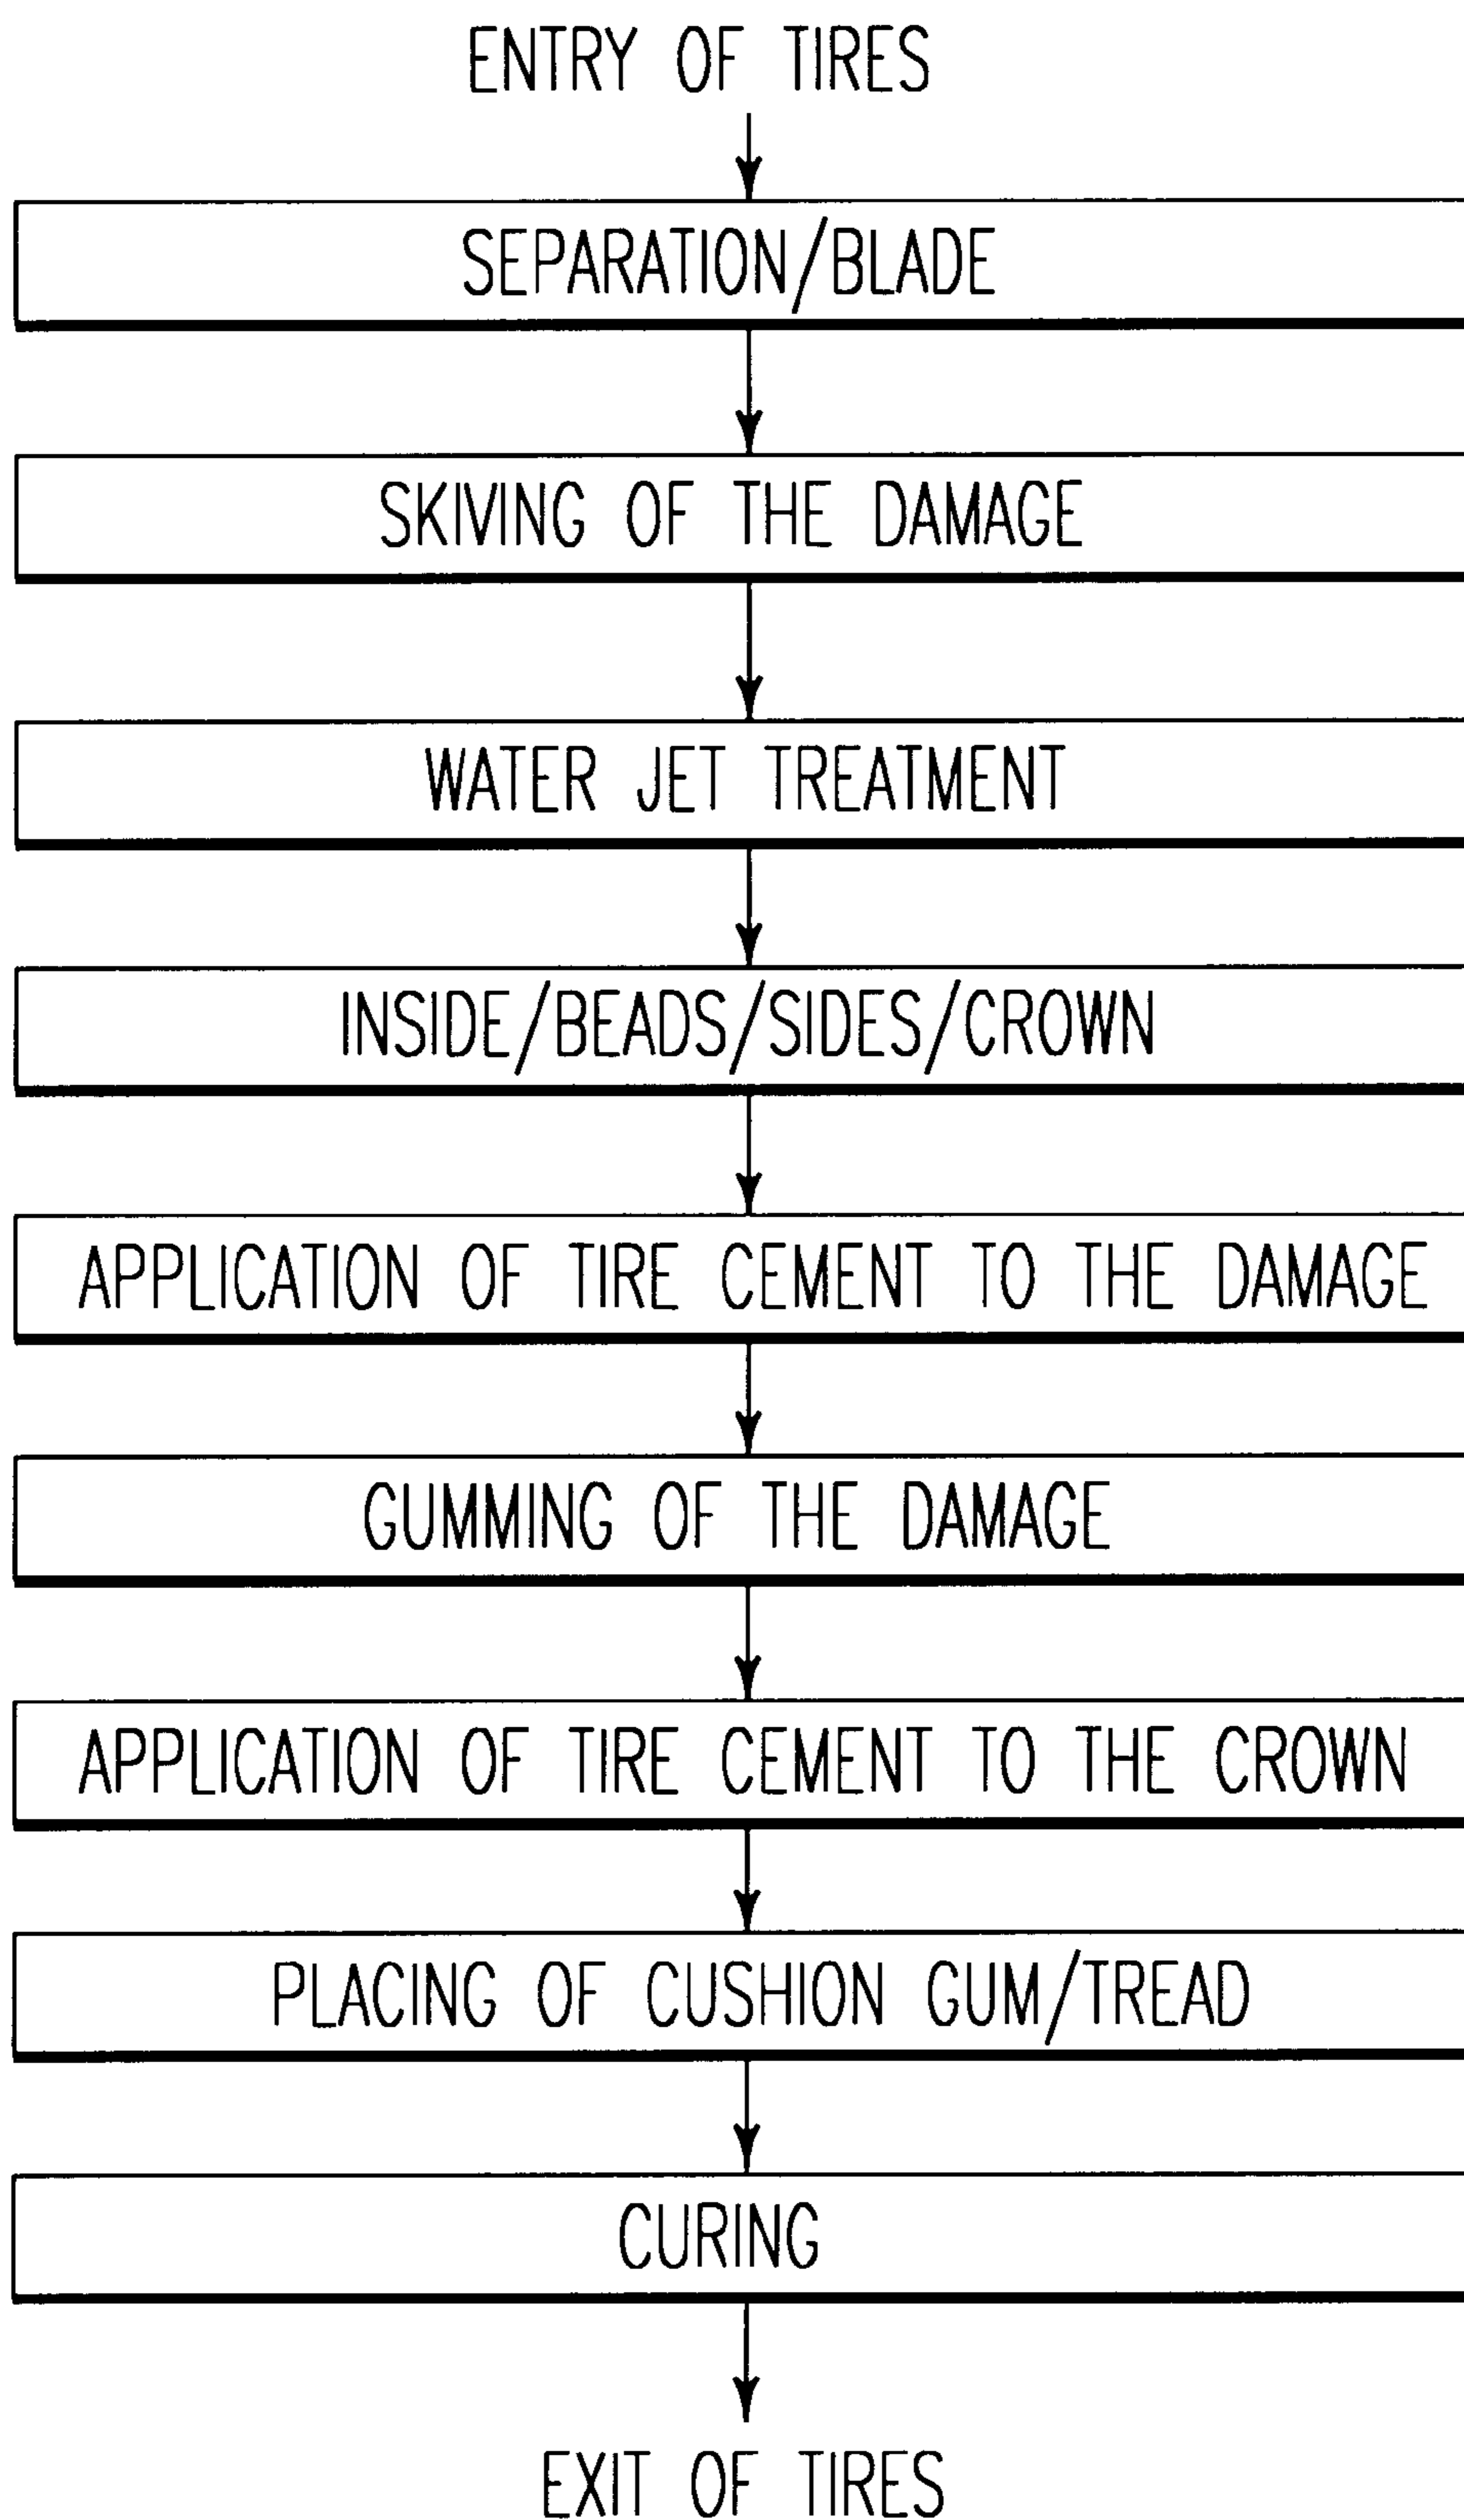 ENTRY OF TIRES
SEPARATION/BLADE
SKIVING OF THE DAMAGE
WATER JET TREATMENT
INSIDE/BEADS/SIDES/CROWN
APPLICATION OF TIRE CEMENT TO THE DAMAGE
GUMMING OF THE DAMAGE
APPLICATION OF TIRE CEMENT TO THE CROWN
PLACING OF CUSHION GUM/TREAD
CURING
EXIT OF TIRES